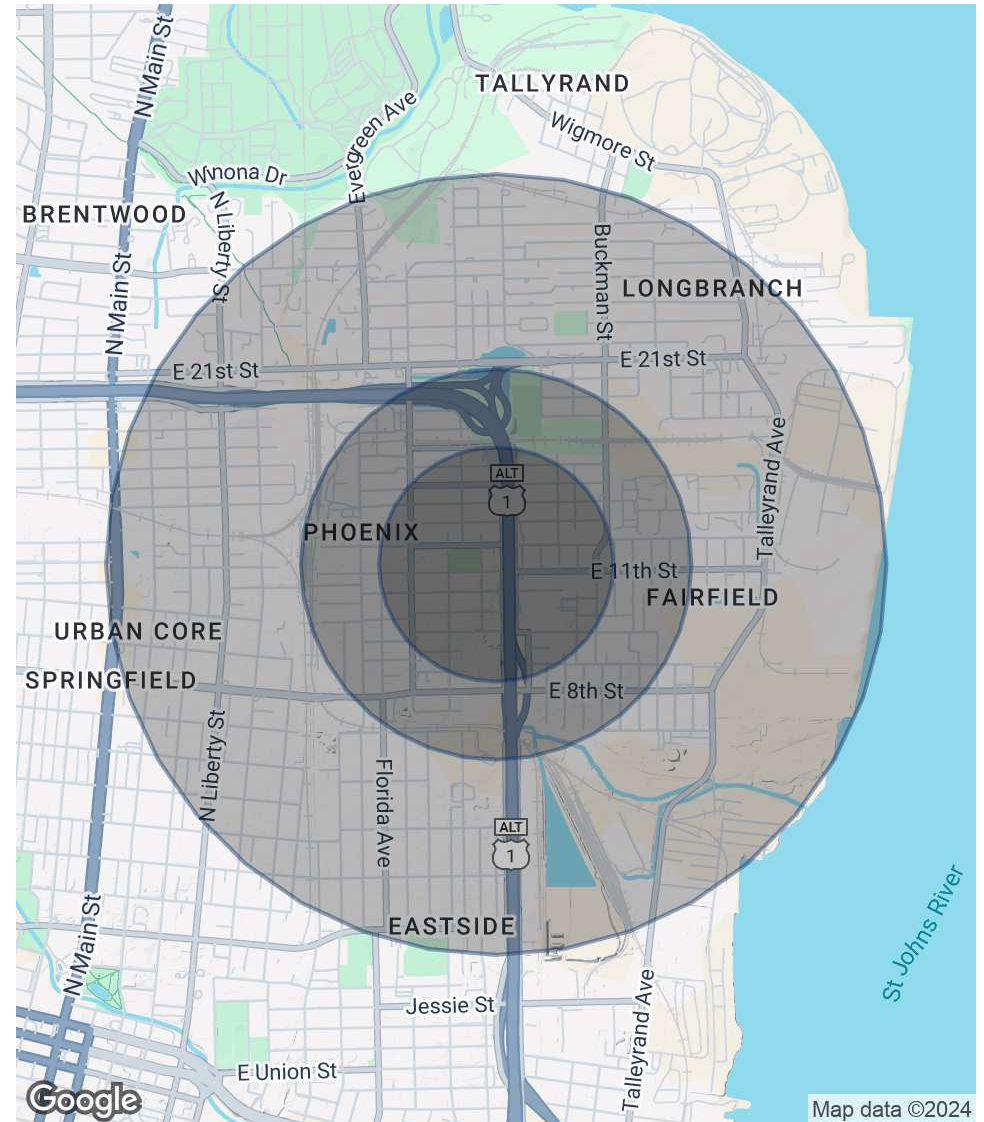 N Main St
TALLYRAND
Evergreen Ave
Wigmore St
Winona Dr
BRENTWOOD
N Liberty St
Buckman St
N Main St
LONGBRANCH
E 21st St
E 21st St
Talleyrand Ave
ALT
1
PHOENIX
E 11th St
FAIRFIELD
URBAN CORE
SPRINGFIELD
E 8th St
N Liberty St
Florida Ave
ALT
1
St Johns River
N Main St
EASTSIDE
Jessie St
Talleyrand Ave
E Union St
Google
Map data ©2024